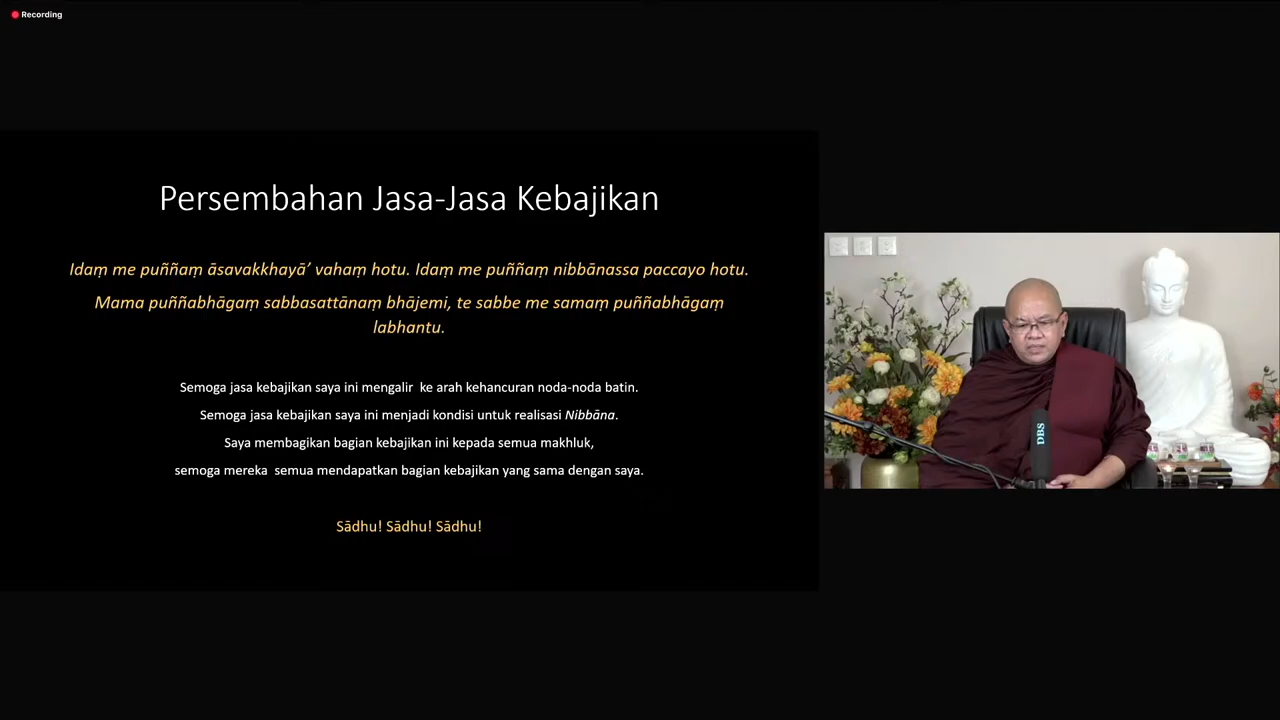 Recording
Persembahan Jasa-Jasa Kebajikan
Idaṃ me puññaṃ āsavakkhayā’ vahaṃ hotu. Idaṃ me puññaṃ nibbānassa paccayo hotu.
Mama puññabhāgaṃ sabbasattānaṃ bhājemi, te sabbe me samaṃ puññabhāgaṃ
labhantu.
Semoga jasa kebajikan saya ini mengalir ke arah kehancuran noda-noda batin.
Semoga jasa kebajikan saya ini menjadi kondisi untuk realisasi Nibbāna.
Saya membagikan bagian kebajikan ini kepada semua makhluk,
semoga mereka semua mendapatkan bagian kebajikan yang sama dengan saya.
Sādhu! Sādhu! Sādhu!
DBS